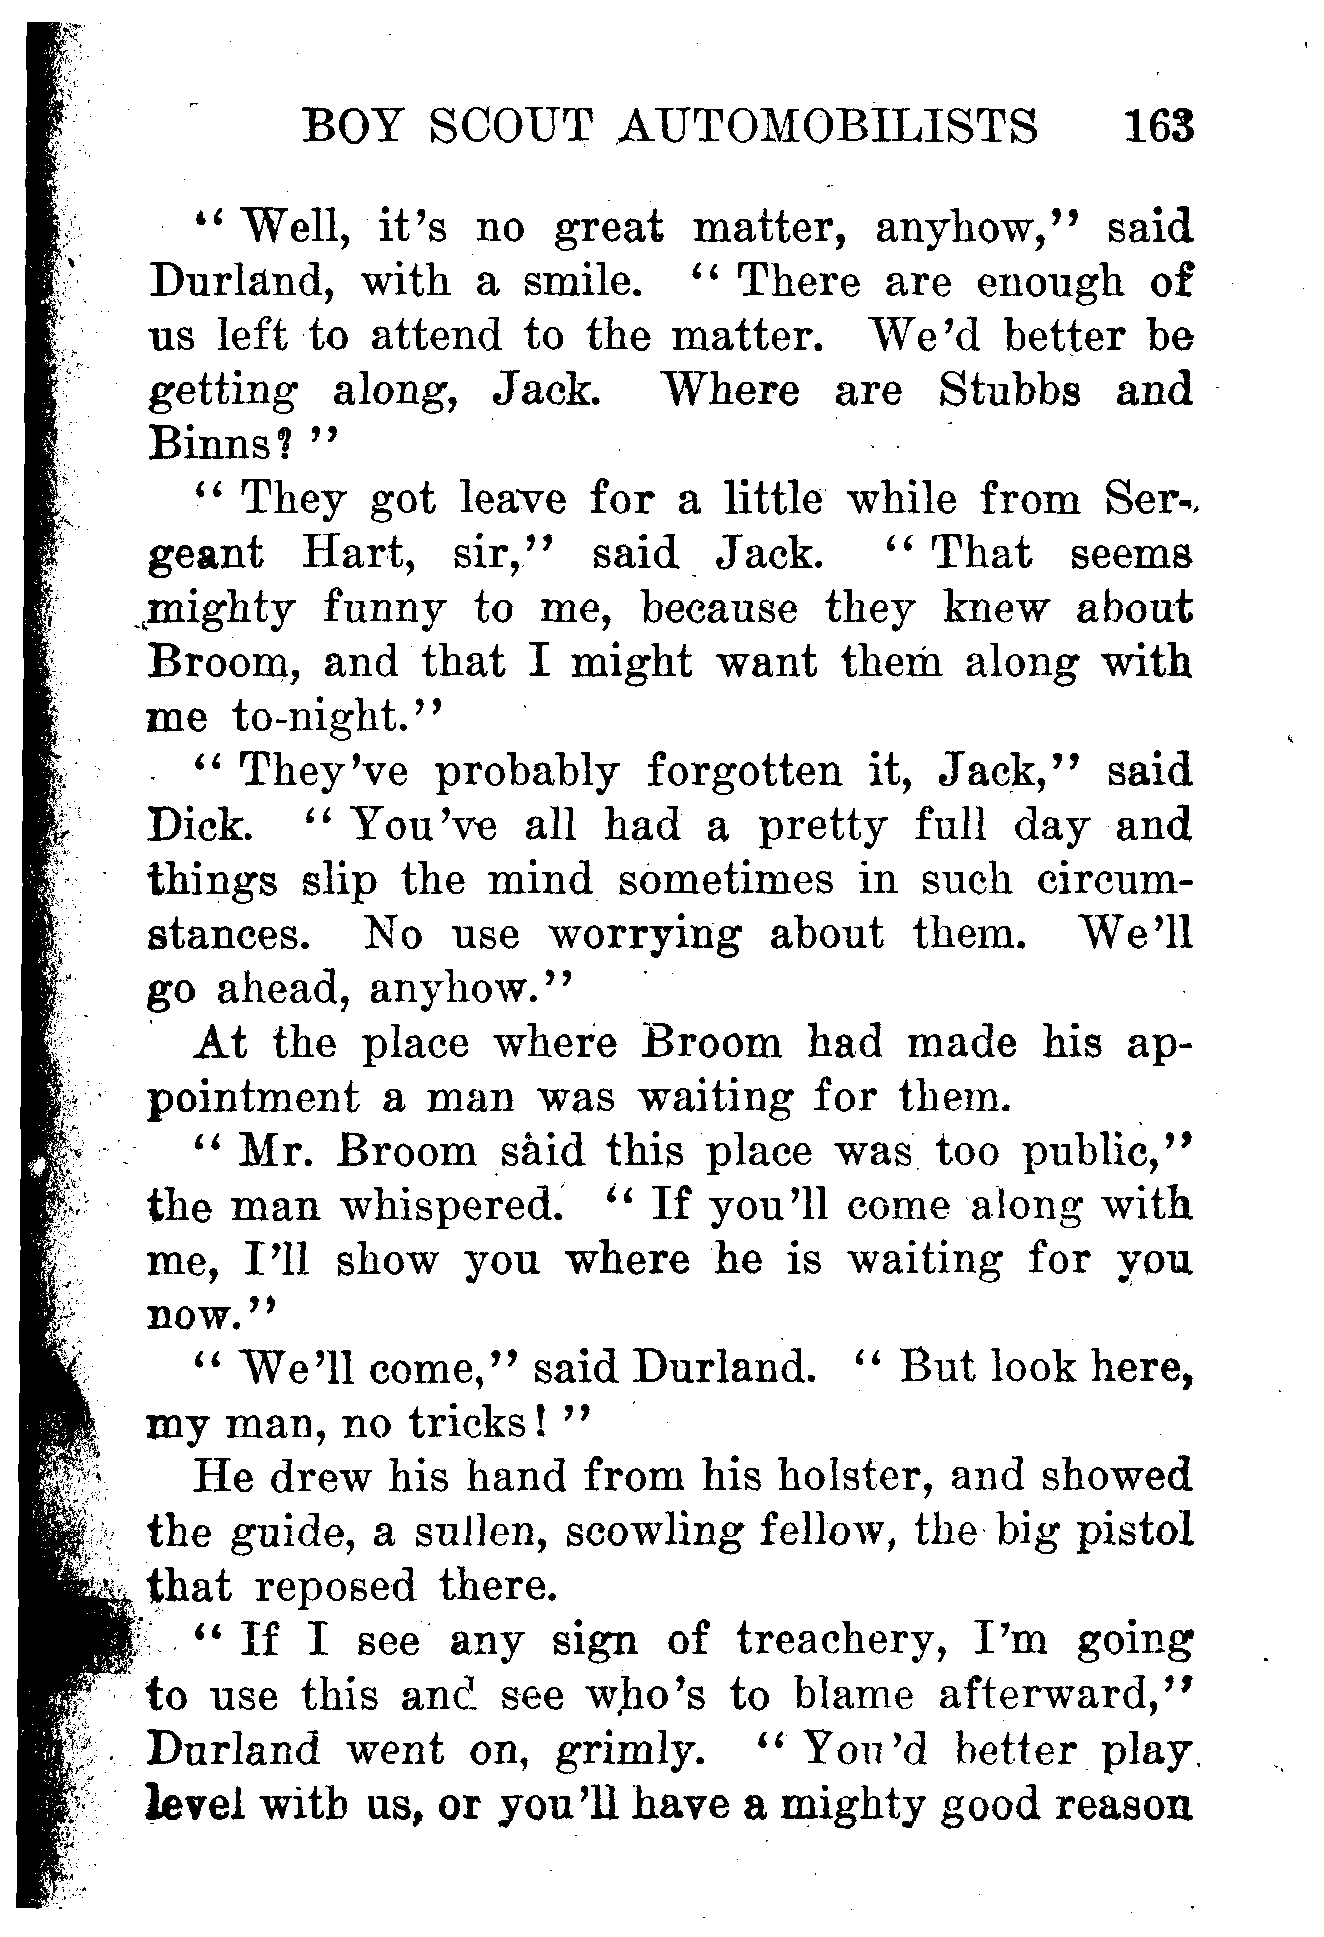 BOY SCOUT AUTOMOBILISTS 163
“ Well, it’s no great matter, anyhow,” said
Durland, with a smile. “ There are enough of
us left to attend to the matter. We’d better be
getting along, Jack. Where are Stubbs and
Binns? ”
“ They got leave for a little while from Ser-
geant Hart, sir,” said Jack. “ That seems
mighty funny to me, because they knew about
Broom, and that I might want them along with
me to-night.”
“ They’ve probably forgotten it, Jack,” said
Dick. “ You’ve all had a pretty full day and
things slip the mind sometimes in such circum-
stances. No use worrying about them. We’ll
go ahead, anyhow.”
At the place where Broom had made his ap-
pointment a man was waiting for them.
“ Mr. Broom said this place was too public,”
the man whispered. “ If you’ll come along with
me, I’ll show you where he is waiting for you
now.”
“ We’ll come,” said Durland. “ But look here,
my man, no tricks! ”
He drew his hand from his holster, and showed
the guide, a sullen, scowling fellow, the big pistol
that reposed there.
“ If I see any sign of treachery, I’m going
to use this and see who’s to blame afterward,”
Durland went on, grimly. “ You’d better play
level with us, or you’ll have a mighty good reason